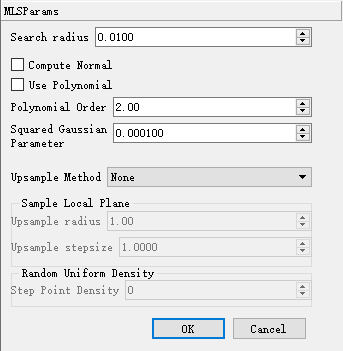 MLSParams
Search radius 0.0100
Compute Normal
Use Polynomial
Polynomial Order 2.00
Squared Gaussian
Parameter 0.000100
Upsample Method None
Sample Local Plane
Upsample radius 1.00
Upsample stepsize 1.0000
Random Uniform Density
Step Point Density 0
OK Cancel